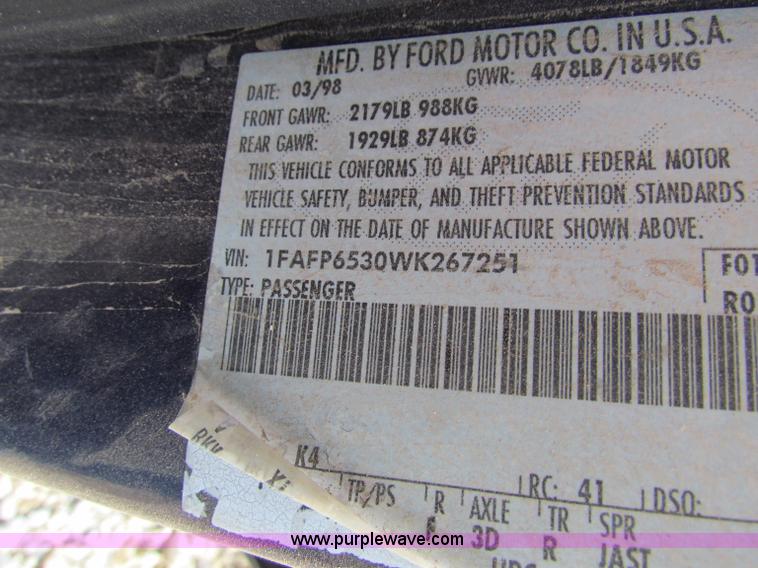 MFD. BY FORD MOTOR CO. IN U.S.A.
DATE: 03/98 GVWR: 4078LB/1849KG
FRONT GAWR: 2179LB 988KG
REAR GAWR: 1929LB 874KG
THIS VEHICLE CONFORMS TO ALL APPLICABLE FEDERAL MOTOR
VEHICLE SAFETY, BUMPER, AND THEFT PREVENTION STANDARDS
IN EFFECT ON THE DATE OF MANUFACTURE SHOWN ABOVE.
VIN: 1FAFP6530WK267251 F01
TYPE: PASSENGER RO
K4
RC: 41 DSO:
TP/PS R AXLE TR SPR
3D R JAST
www.purplewave.com